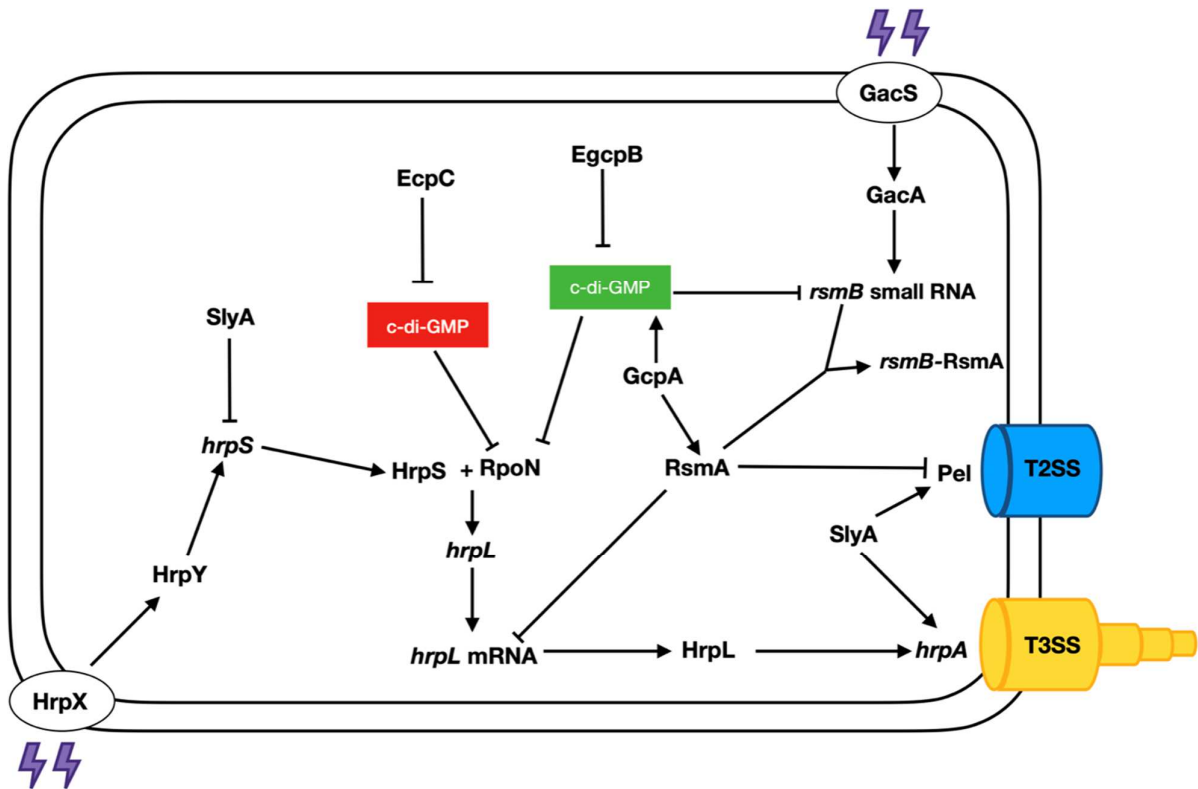 GacS
EgcpB
EcpC
GacA
c-di-GMP
rsmB small RNA
SlyA
c-di-GMP
rsmB-RsmA
GcpA
hrpS
HrpS + RpoN
RsmA
Pel
T2SS
SlyA
hrpL
HrpY
hrpL mRNA
HrpL
hrpA
T3SS
HrpX